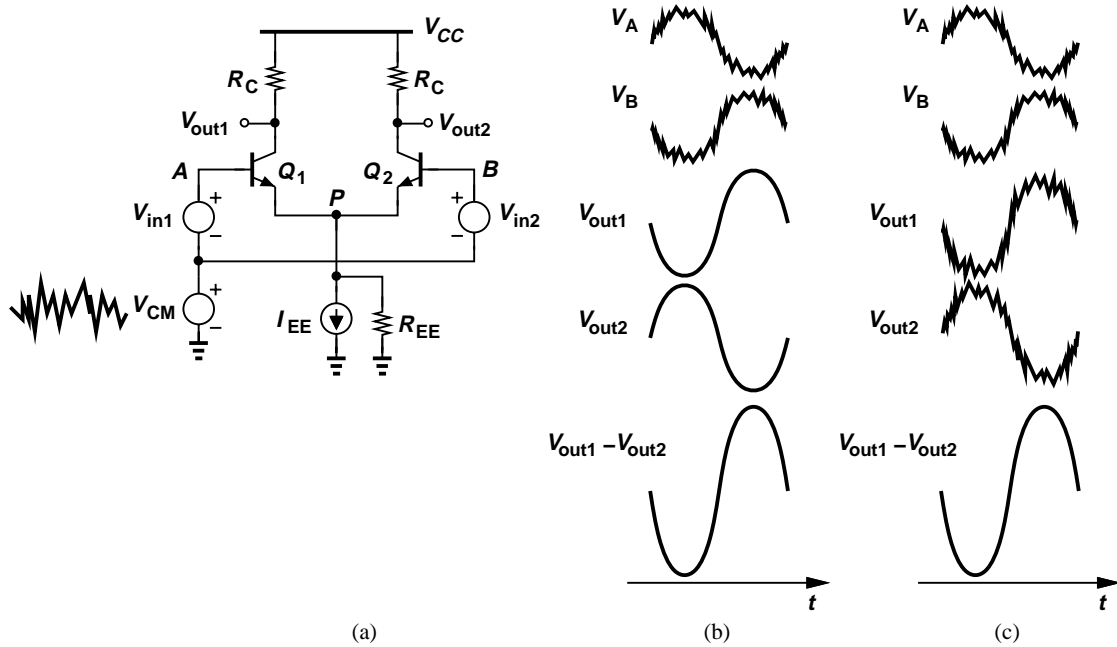 V_CC
R_C
R_C
V_out1
V_out2
A
Q_1
Q_2
B
V_in1
+
−
P
+
−
V_in2
V_CM
+
−
I_EE
R_EE
(a)
V_A
V_B
V_out1
V_out2
V_out1 − V_out2
t
(b)
V_A
V_B
V_out1
V_out2
V_out1 − V_out2
t
(c)